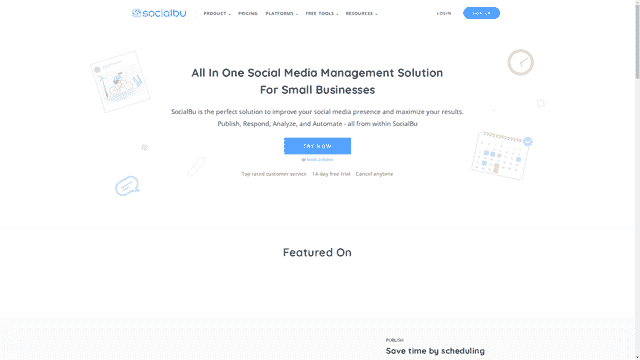 socialbu
PRODUCT PRICING PLATFORMS FREE TOOLS RESOURCES LOGIN SIGN UP
All In One Social Media Management Solution
For Small Businesses
SocialBu is the perfect solution to improve your social media presence and maximize your results.
Publish, Respond, Analyze, and Automate - all from within SocialBu
TRY NOW
or book a demo
Top rated customer service 14-day free trial Cancel anytime
Featured On
PUBLISH
Save time by scheduling